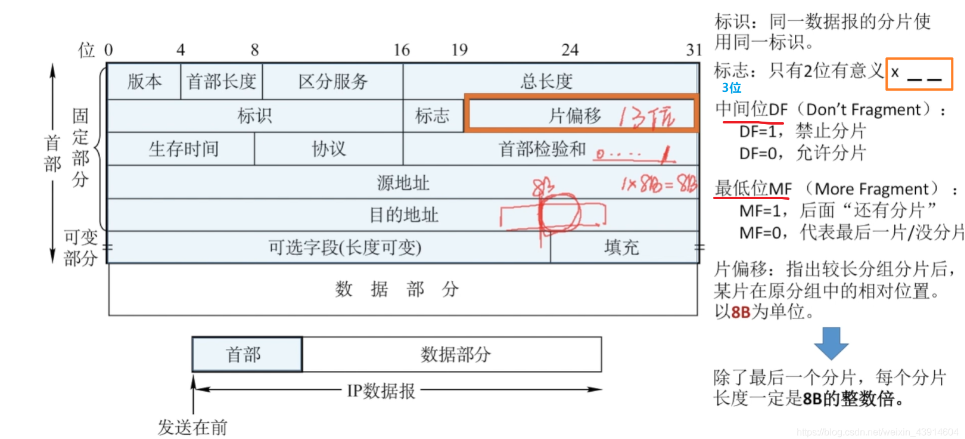 位 0 4 8 16 19 24 31
版本 首部长度 区分服务 总长度
标识 标志 片偏移 13位
生存时间 协议 首部检验和 0····1
源地址 1×8B=8B
8B
目的地址
可选字段(长度可变) 填充
数据部分
首部
固定部分
可变
部分
首部 数据部分
IP数据报
发送在前
标识：同一数据报的分片使
用同一标识。
标志：只有2位有意义 x _ _
3位
中间位DF（Don't Fragment）：
DF=1，禁止分片
DF=0，允许分片
最低位MF （More Fragment）：
MF=1，后面“还有分片”
MF=0，代表最后一片/没分片
片偏移：指出较长分组分片后，
某片在原分组中的相对位置。
以8B为单位。
除了最后一个分片，每个分片
长度一定是8B的整数倍。